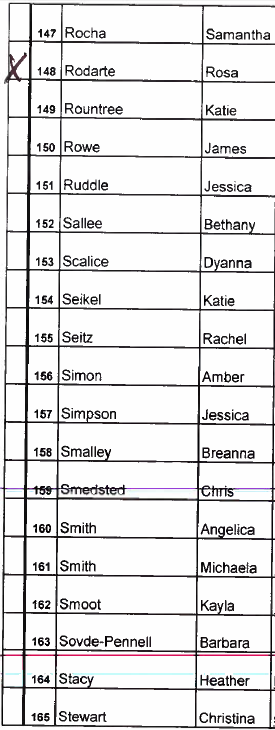 147 Rocha Samantha
X 148 Rodarte Rosa
149 Rountree Katie
150 Rowe James
151 Ruddle Jessica
152 Sallee Bethany
153 Scalice Dyanna
154 Seikel Katie
155 Seitz Rachel
156 Simon Amber
157 Simpson Jessica
158 Smalley Breanna
159 Smedsted Chris
160 Smith Angelica
161 Smith Michaela
162 Smoot Kayla
163 Sovde-Pennell Barbara
164 Stacy Heather
165 Stewart Christina